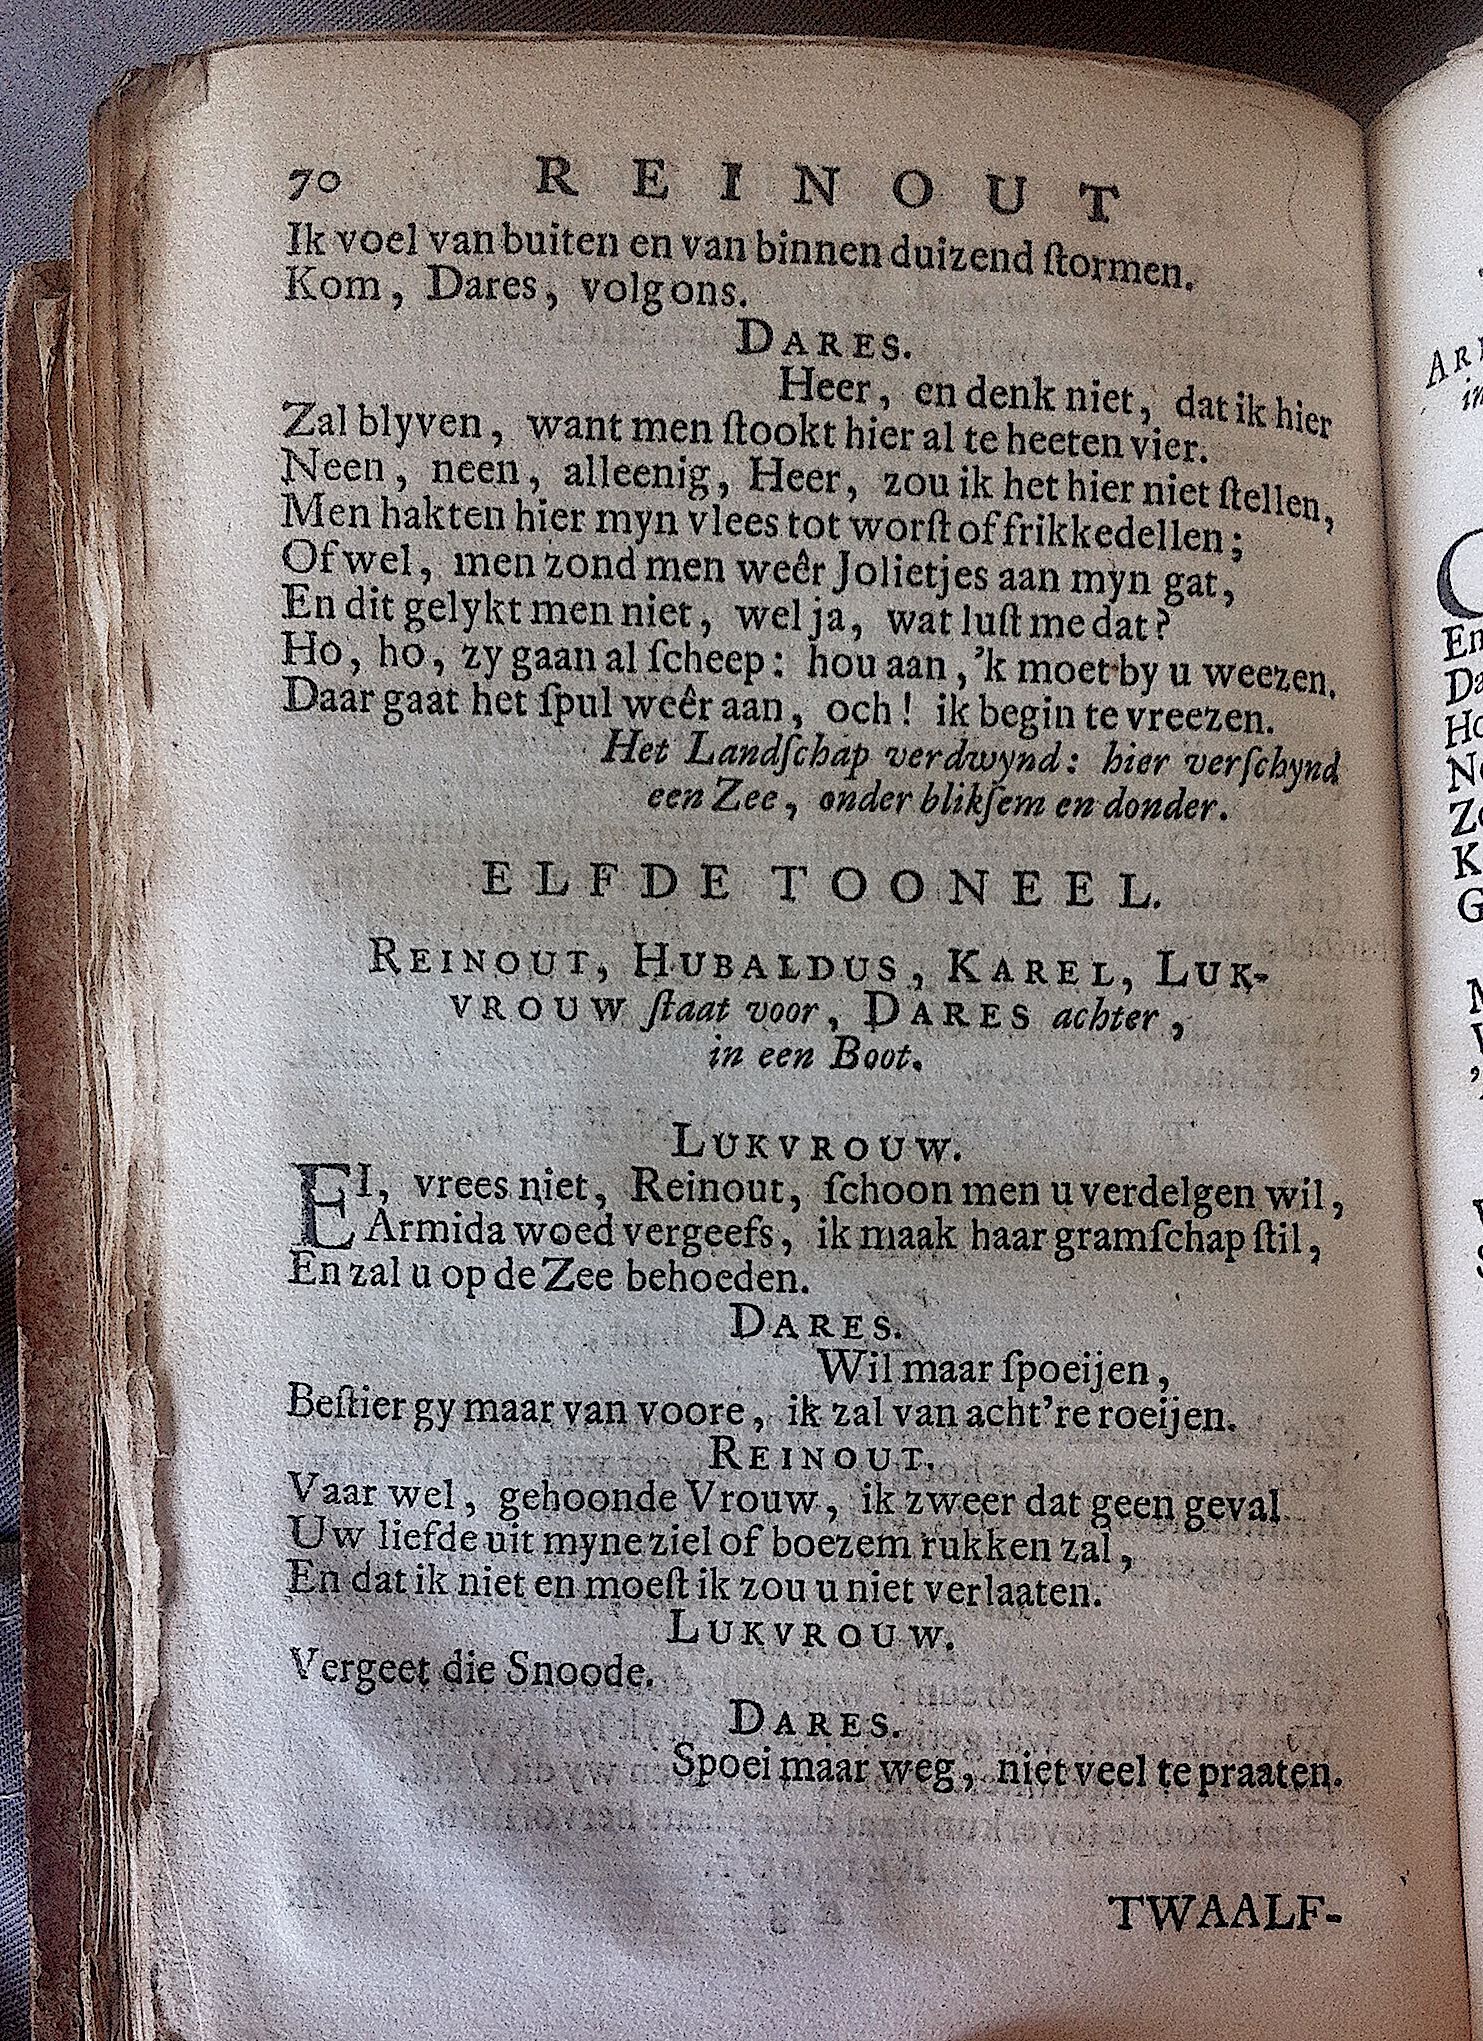 70 REINOUT
Ik voel van buiten en van binnen duizend ſtormen.
Kom, Dares, volg ons.
DARES.
Heer, en denk niet, dat ik hier
Zal blyven, want men ſtookt hier al te heeten vier.
Neen, neen, alleenig, Heer, zou ik het hier niet ſtellen,
Men hakten hier myn vlees tot worſt of frikkedellen;
Of wel, men zond men weêr Jolietjes aan myn gat,
En dit gelykt men niet, wel ja, wat luſt me dat?
Ho, ho, zy gaan al ſcheep: hou aan, 'k moet by u weezen.
Daar gaat het ſpul weêr aan, och! ik begin te vreezen.
Het Landſchap verdwynd: hier verſchynd
een Zee, onder blikſem en donder.
ELFDE TOONEEL.
REINOUT, HUBALDUS, KAREL, LUK-
VROUW ſtaat voor, DARES achter,
in een Boot.
LUKVROUW.
EI, vrees niet, Reinout, ſchoon men u verdelgen wil,
Armida woed vergeefs, ik maak haar gramſchap ſtil,
En zal u op de Zee behoeden.
DARES.
Wil maar ſpoeijen,
Beſtier gy maar van voore, ik zal van acht're roeijen.
REINOUT.
Vaar wel, gehoonde Vrouw, ik zweer dat geen geval
Uw liefde uit myne ziel of boezem rukken zal,
En dat ik niet en moeſt ik zou u niet verlaaten.
LUKVROUW.
Vergeet die Snoode.
DARES.
Spoei maar weg, niet veel te praaten.
TWAALF-